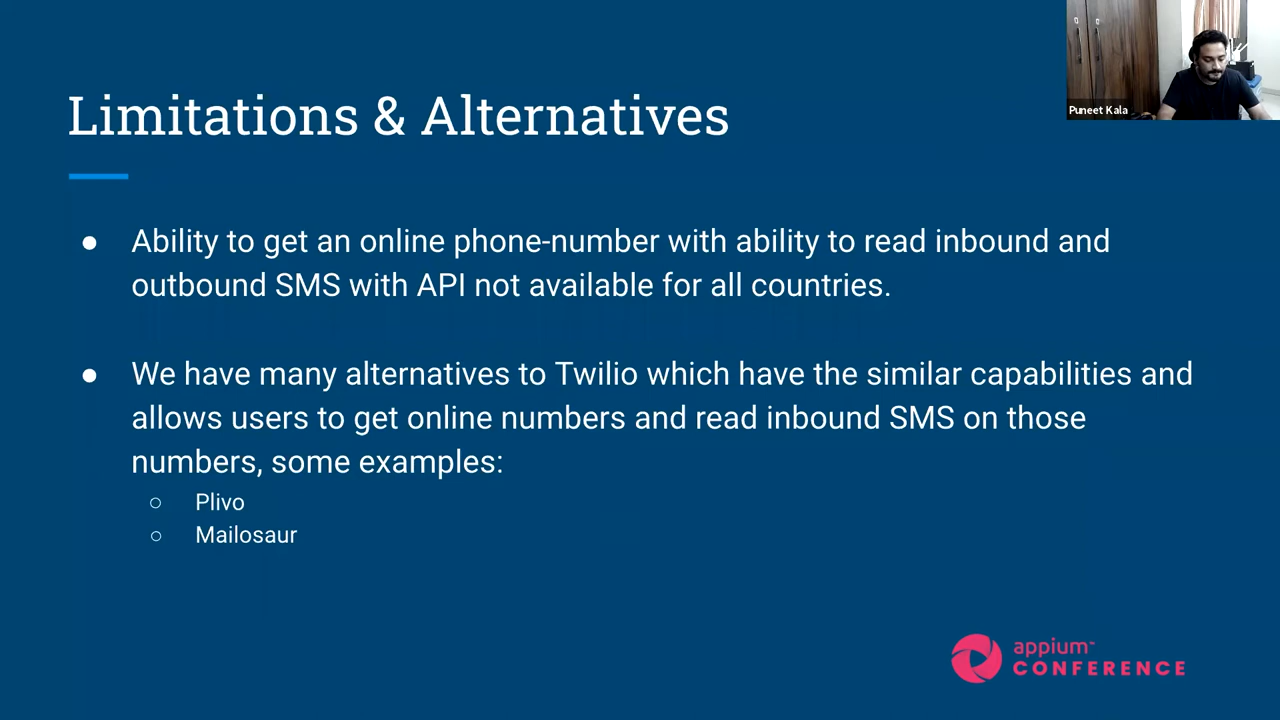 Puneet Kala
Limitations & Alternatives
● Ability to get an online phone-number with ability to read inbound and
outbound SMS with API not available for all countries.
● We have many alternatives to Twilio which have the similar capabilities and
allows users to get online numbers and read inbound SMS on those
numbers, some examples:
○ Plivo
○ Mailosaur
appium™
CONFERENCE